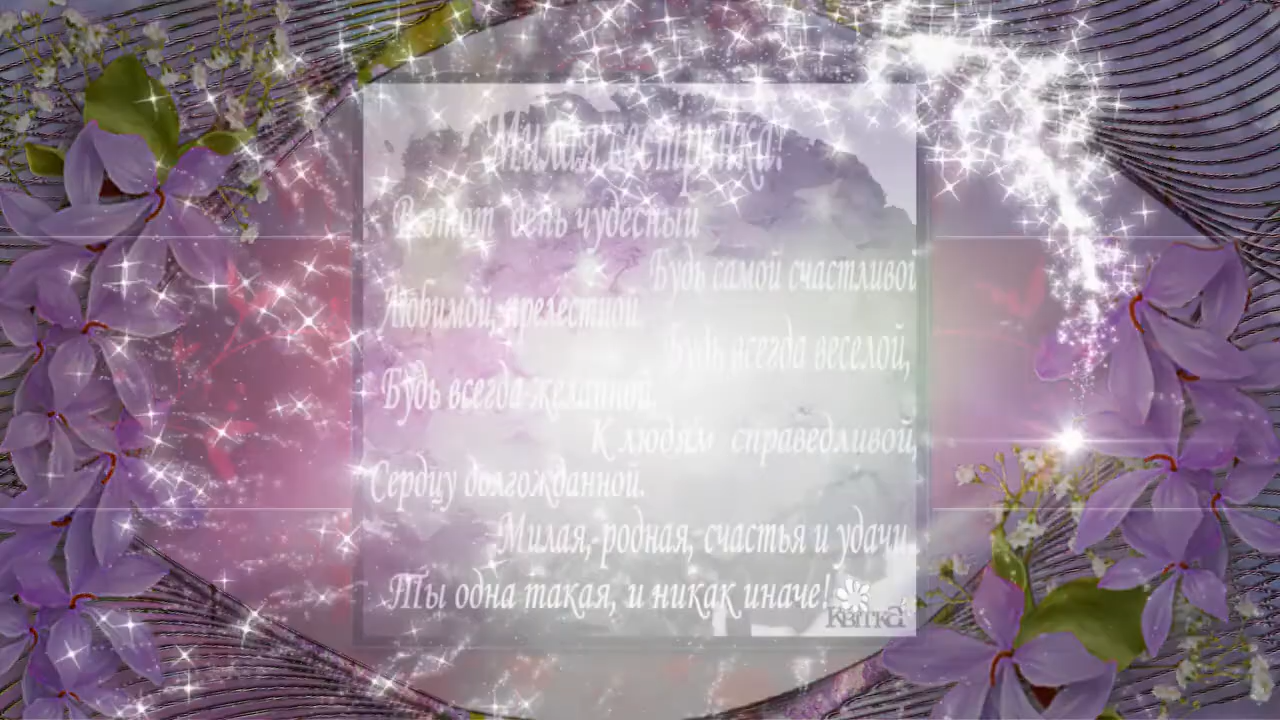 Милая сестричка!
В этот день чудесный
Будь самой счастливой
Любимой, прелестной.
Будь всегда веселой,
Будь всегда желанной.
К людям справедливой,
Сердцу долгожданной.
Милая, родная, счастья и удачи.
Ты одна такая, и никак иначе!
Квітка